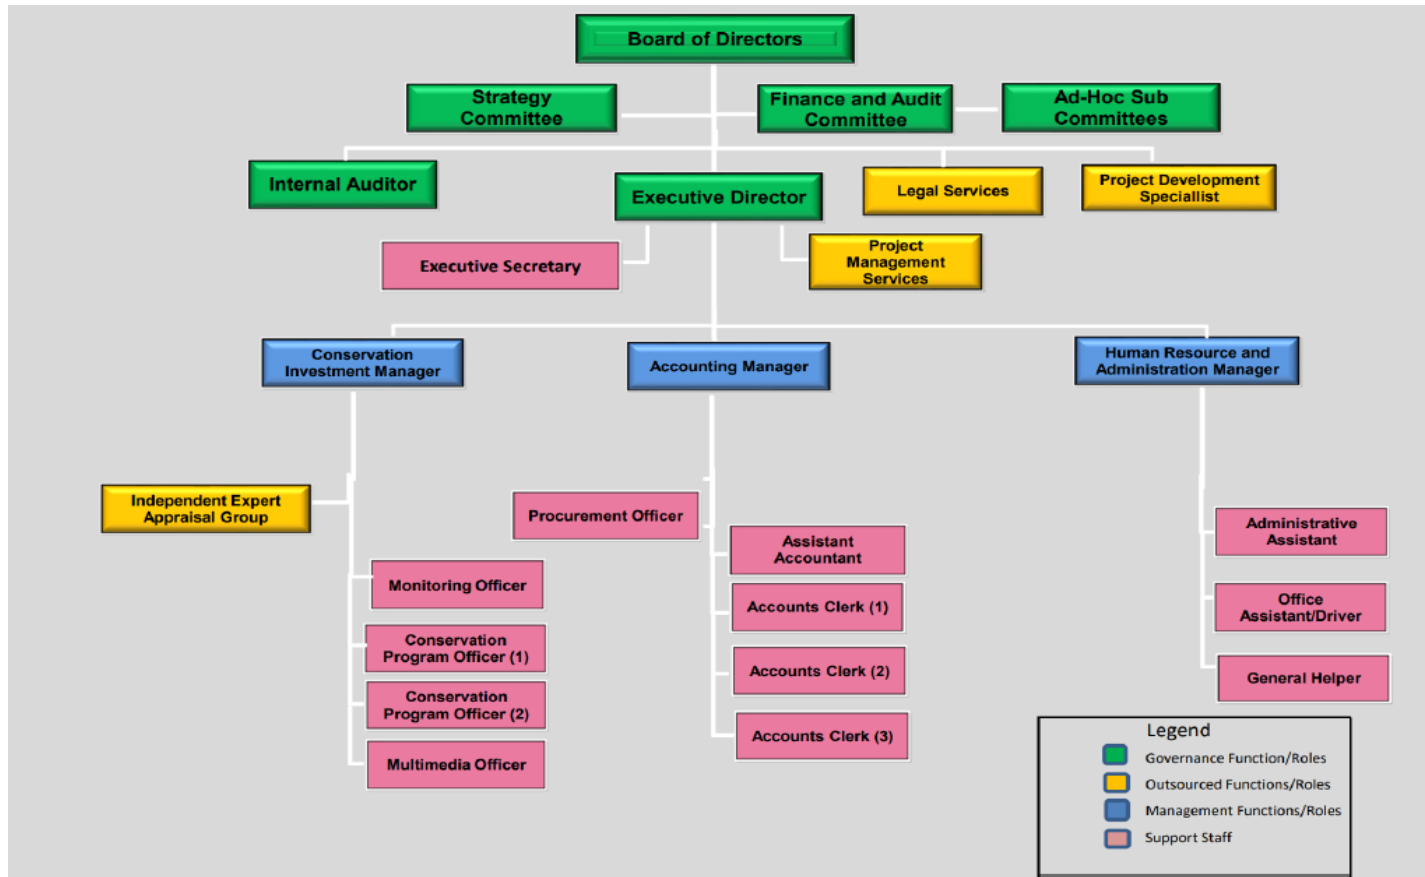 Board of Directors
Strategy
Committee
Finance and Audit
Committee
Ad-Hoc Sub
Committees
Internal Auditor
Executive Director
Legal Services
Project Development
Speciallist
Executive Secretary
Project
Management
Services
Conservation
Investment Manager
Accounting Manager
Human Resource and
Administration Manager
Independent Expert
Appraisal Group
Monitoring Officer
Conservation
Program Officer (1)
Conservation
Program Officer (2)
Multimedia Officer
Procurement Officer
Assistant
Accountant
Accounts Clerk (1)
Accounts Clerk (2)
Accounts Clerk (3)
Administrative
Assistant
Office
Assistant/Driver
General Helper
Legend
Governance Function/Roles
Outsourced Functions/Roles
Management Functions/Roles
Support Staff